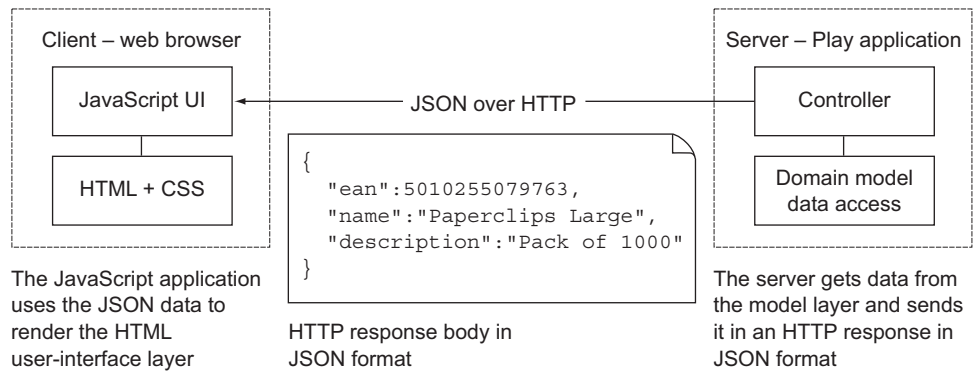 Client – web browser
JavaScript UI
HTML + CSS
The JavaScript application
uses the JSON data to
render the HTML
user-interface layer
JSON over HTTP
{
"ean":5010255079763,
"name":"Paperclips Large",
"description":"Pack of 1000"
}
HTTP response body in
JSON format
Server – Play application
Controller
Domain model
data access
The server gets data from
the model layer and sends
it in an HTTP response in
JSON format